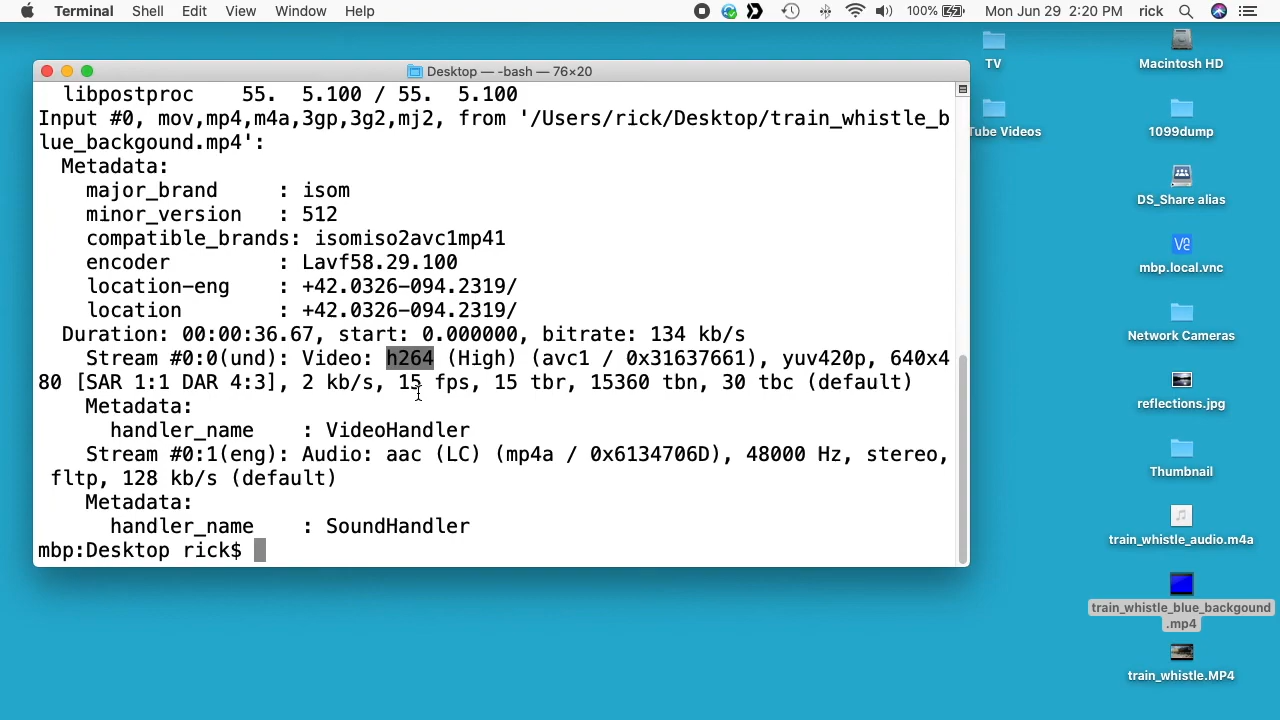 Terminal Shell Edit View Window Help 100% Mon Jun 29 2:20 PM rick
Desktop — -bash — 76×20
libpostproc 55. 5.100 / 55. 5.100
Input #0, mov,mp4,m4a,3gp,3g2,mj2, from '/Users/rick/Desktop/train_whistle_b
lue_backgound.mp4':
Metadata:
major_brand : isom
minor_version : 512
compatible_brands: isomiso2avc1mp41
encoder : Lavf58.29.100
location-eng : +42.0326-094.2319/
location : +42.0326-094.2319/
Duration: 00:00:36.67, start: 0.000000, bitrate: 134 kb/s
Stream #0:0(und): Video: h264 (High) (avc1 / 0x31637661), yuv420p, 640x4
80 [SAR 1:1 DAR 4:3], 2 kb/s, 15 fps, 15 tbr, 15360 tbn, 30 tbc (default)
Metadata:
handler_name : VideoHandler
Stream #0:1(eng): Audio: aac (LC) (mp4a / 0x6134706D), 48000 Hz, stereo,
fltp, 128 kb/s (default)
Metadata:
handler_name : SoundHandler
mbp:Desktop rick$
TV
Tube Videos
Macintosh HD
1099dump
DS_Share alias
V2
mbp.local.vnc
Network Cameras
reflections.jpg
Thumbnail
train_whistle_audio.m4a
train_whistle_blue_backgound
.mp4
train_whistle.MP4